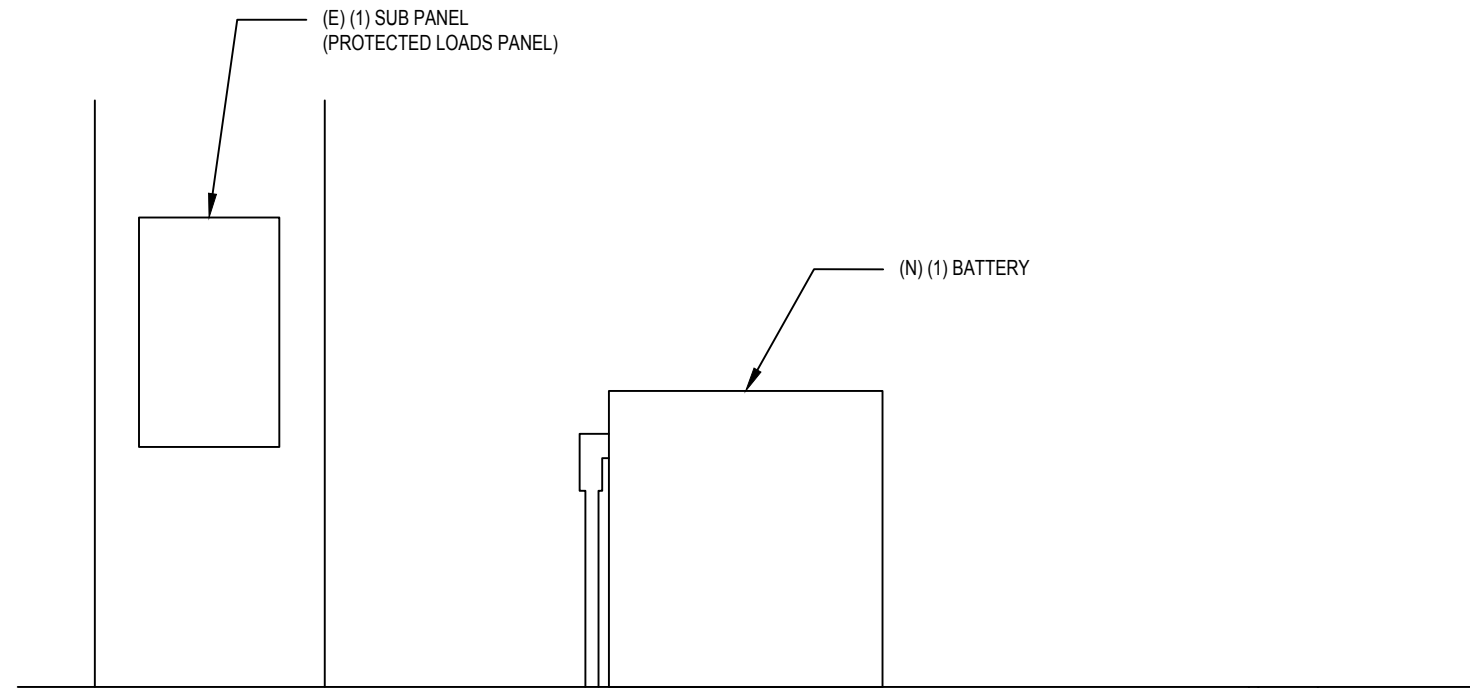 (E) (1) SUB PANEL
(PROTECTED LOADS PANEL)
(N) (1) BATTERY